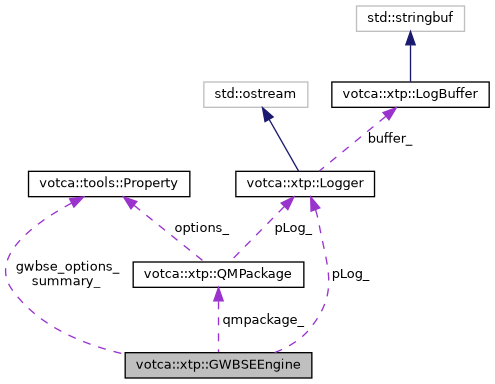 std::stringbuf
std::ostream
votca::xtp::LogBuffer
buffer_
votca::tools::Property
votca::xtp::Logger
options_
pLog_
gwbse_options_
summary_
votca::xtp::QMPackage
pLog_
qmpackage_
votca::xtp::GWBSEEngine